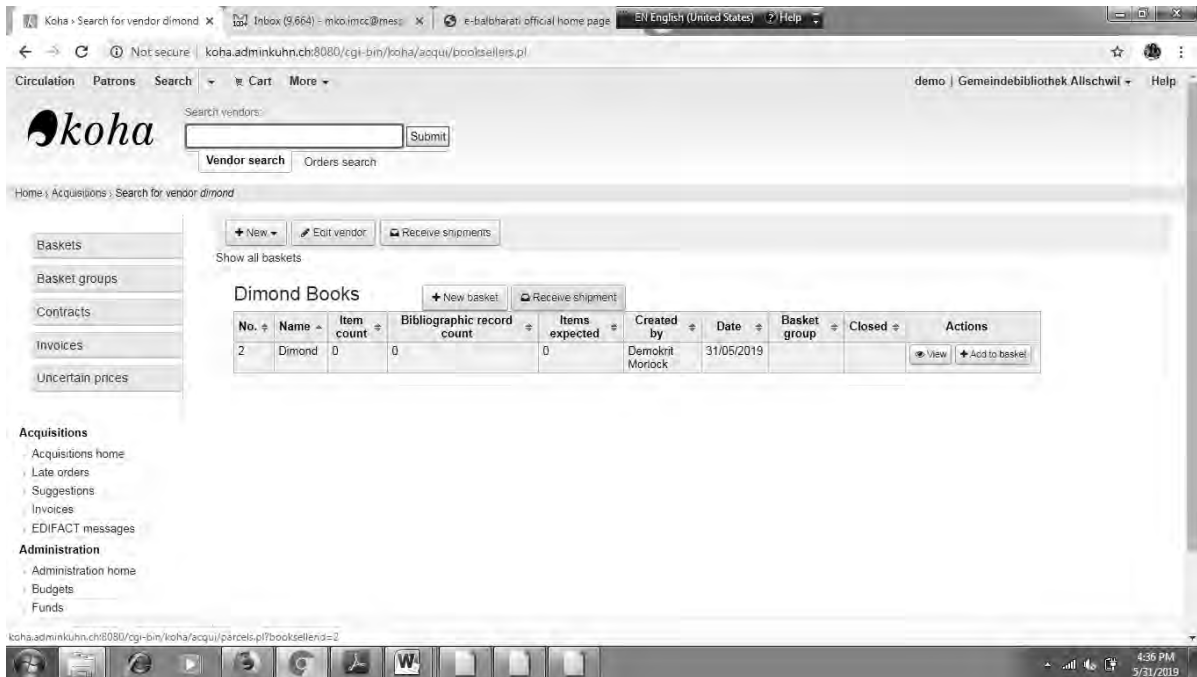 Koha › Search for vendor dimond × Inbox (9,664) - mko.imcc@mes: × e-balbharati official home page EN English (United States) ? Help
Not secure | koha.adminkuhn.ch:8080/cgi-bin/koha/acqui/booksellers.pl
Circulation Patrons Search Cart More demo | Gemeindebibliothek Allschwil Help
koha
Search vendors:
Submit
Vendor search Orders search
Home › Acquisitions › Search for vendor dimond
+ New Edit vendor Receive shipments
Baskets
Show all baskets
Basket groups
Dimond Books + New basket Receive shipment
Contracts
No. Name Item count Bibliographic record count Items expected Created by Date Basket group Closed Actions
Invoices
2 Dimond 0 0 0 Demokrit Moriock 31/05/2019 View + Add to basket
Uncertain prices
Acquisitions
Acquisitions home
Late orders
Suggestions
Invoices
EDIFACT messages
Administration
Administration home
Budgets
Funds
koha.adminkuhn.ch:8080/cgi-bin/koha/acqui/parcels.pl?booksellerid=2
4:36 PM
5/31/2019